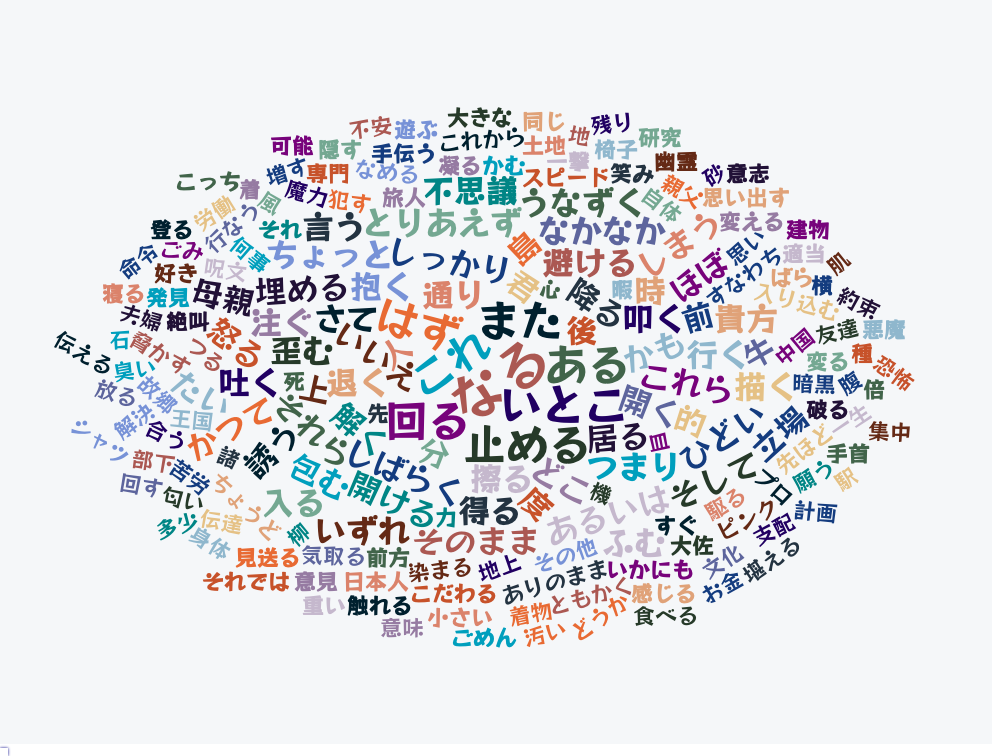 大きな
同じ
残り
不安
遊ぶ
これから
地
研究
可能
隠す
手伝う
土地
椅子
増す
専門
なめる
凝る
かむ
一撃
スピード
笑み
幽霊
砂
意志
こっち
着
魔力
犯す
旅人
不思議
うなずく
自体
親父
思い出す
登る
労働
行なう
風
それ
言う
とりあえず
なかなか
しまう
変える
建物
命令
ごみ
何事
ちょっと
しっかり
島
避ける
ほぼ
思い
適当
肌
好き
呪文
母親
埋める
抱く
通り
君
心
降る
暇
時
すなわち
ばら
横
寝る
発見
入り込む
約束
夫婦
絶叫
怒る
注ぐ
さて
はず
また
後
叩く
前
貴方
友達
悪魔
伝える
石
脅かす
つる
歪む
いい
人
くれる
ある
かも
行く
牛
中国
変る
種
恐怖
臭い
放る
改郷
たい
吐く
死
上
退く
て
な
いとこ
開く
これら
描く
暗黒
腹
倍
シャツ
解決
王国
かつて
それら
解く
先
回る
止める
居る
皿
的
ひどい
立場
破る
一生
集中
合う
部下
苦労
諸
誘う
包む
しばらく
分
擦る
どこ
つまり
そして
プロ
先ほど
手首
願う
駅
回す
匂い
ちょうど
入る
開ける
力
得る
度
機
あるいは
すぐ
駆る
ピンク
計画
多少
伝達
身体
いずれ
そのまま
ふむ
大佐
支配
見送る
気取る
前方
染まる
地上
その他
いかにも
文化
お金
堪える
それでは
意見
日本人
こだわる
ありのまま
感じる
重い
触れる
小さい
着物
ともかく
食べる
意味
ごめん
汚い
どうか